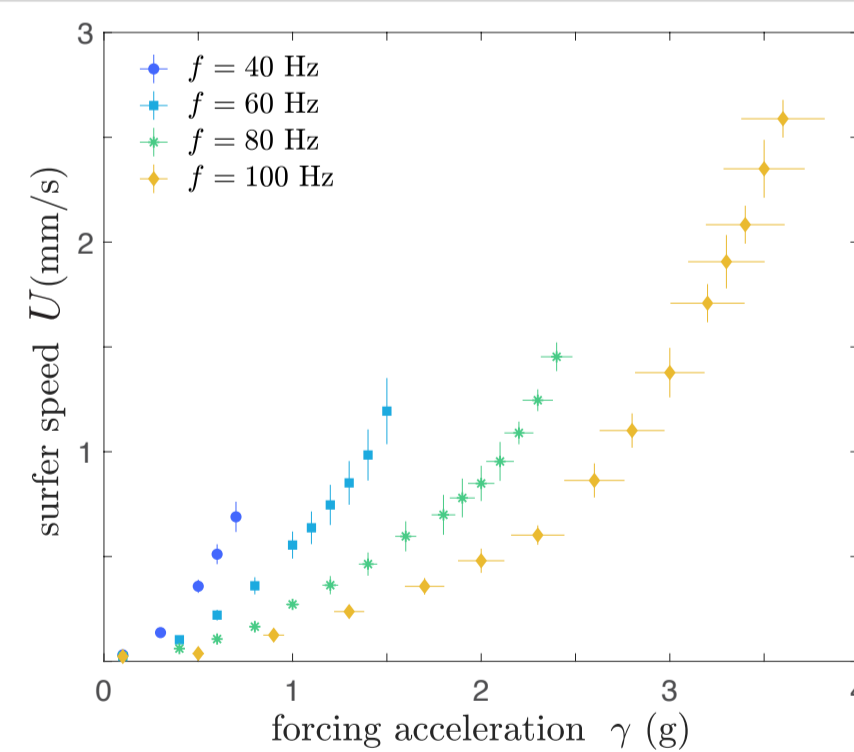 3
f = 40 Hz
f = 60 Hz
f = 80 Hz
f = 100 Hz
2
1
surfer speed U(mm/s)
0 1 2 3
forcing acceleration γ (g)